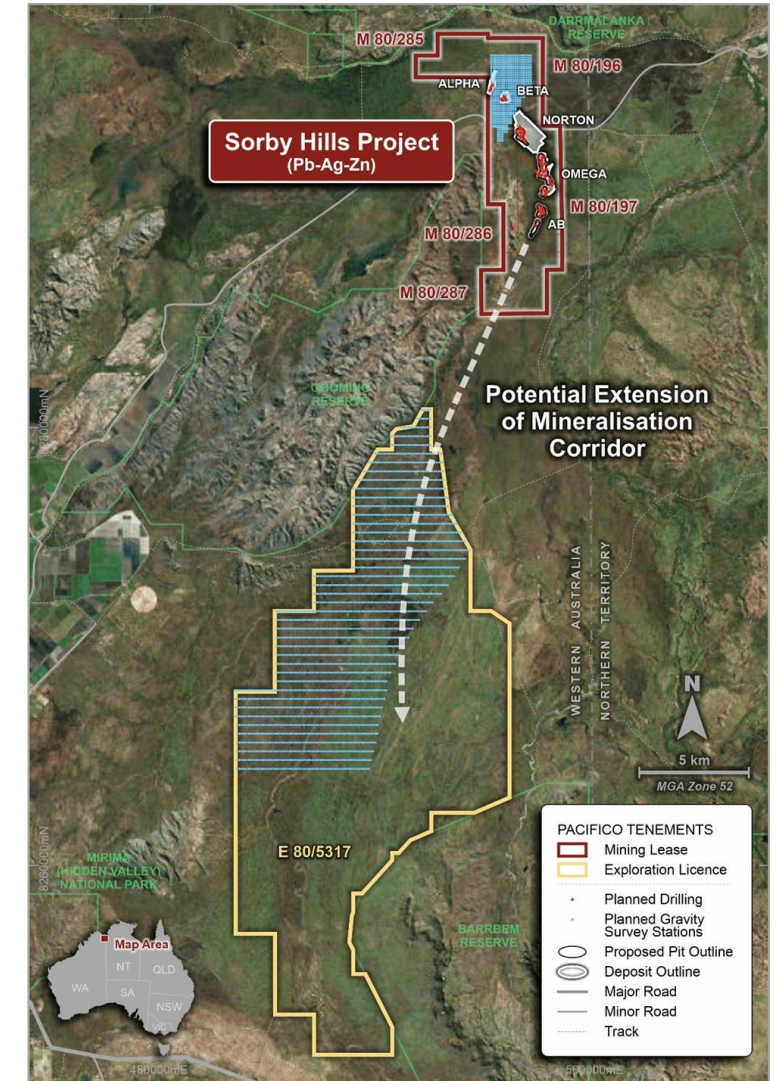 DARRMALANKA
RESERVE
M 80/285
M 80/196
ALPHA
BETA
NORTON
Sorby Hills Project
(Pb-Ag-Zn)
OMEGA
M 80/197
AB
M 80/286
M 80/287
GOOMING
RESERVE
Potential Extension
of Mineralisation
Corridor
WESTERN AUSTRALIA
NORTHERN TERRITORY
N
5 km
MGA Zone 52
E 80/5317
8260000mN
MIRIMA
(HIDDEN VALLEY)
NATIONAL PARK
BARRBEM
RESERVE
Map Area
WA
NT
QLD
SA
NSW
VIC
480000mE
500000mE
PACIFICO TENEMENTS
Mining Lease
Exploration Licence
Planned Drilling
Planned Gravity
Survey Stations
Proposed Pit Outline
Deposit Outline
Major Road
Minor Road
Track